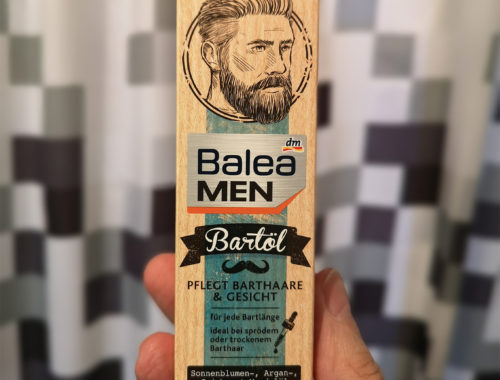 dm
Balea
MEN
Bartöl
PFLEGT BARTHAARE
& GESICHT
für jede Bartlänge
Ideal bei sprödem
oder trockenem
Barthaar
Sonnenblumen-, Argan-,